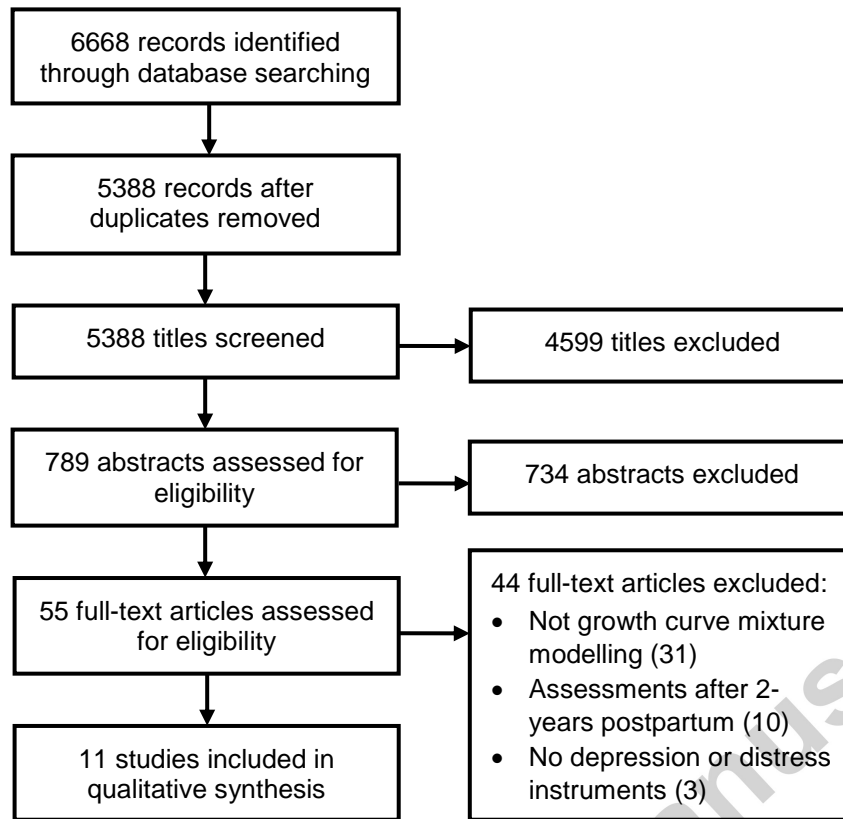 6668 records identified
through database searching
5388 records after
duplicates removed
5388 titles screened
4599 titles excluded
789 abstracts assessed for
eligibility
734 abstracts excluded
55 full-text articles assessed
for eligibility
44 full-text articles excluded:
• Not growth curve mixture
modelling (31)
• Assessments after 2-
years postpartum (10)
• No depression or distress
instruments (3)
11 studies included in
qualitative synthesis